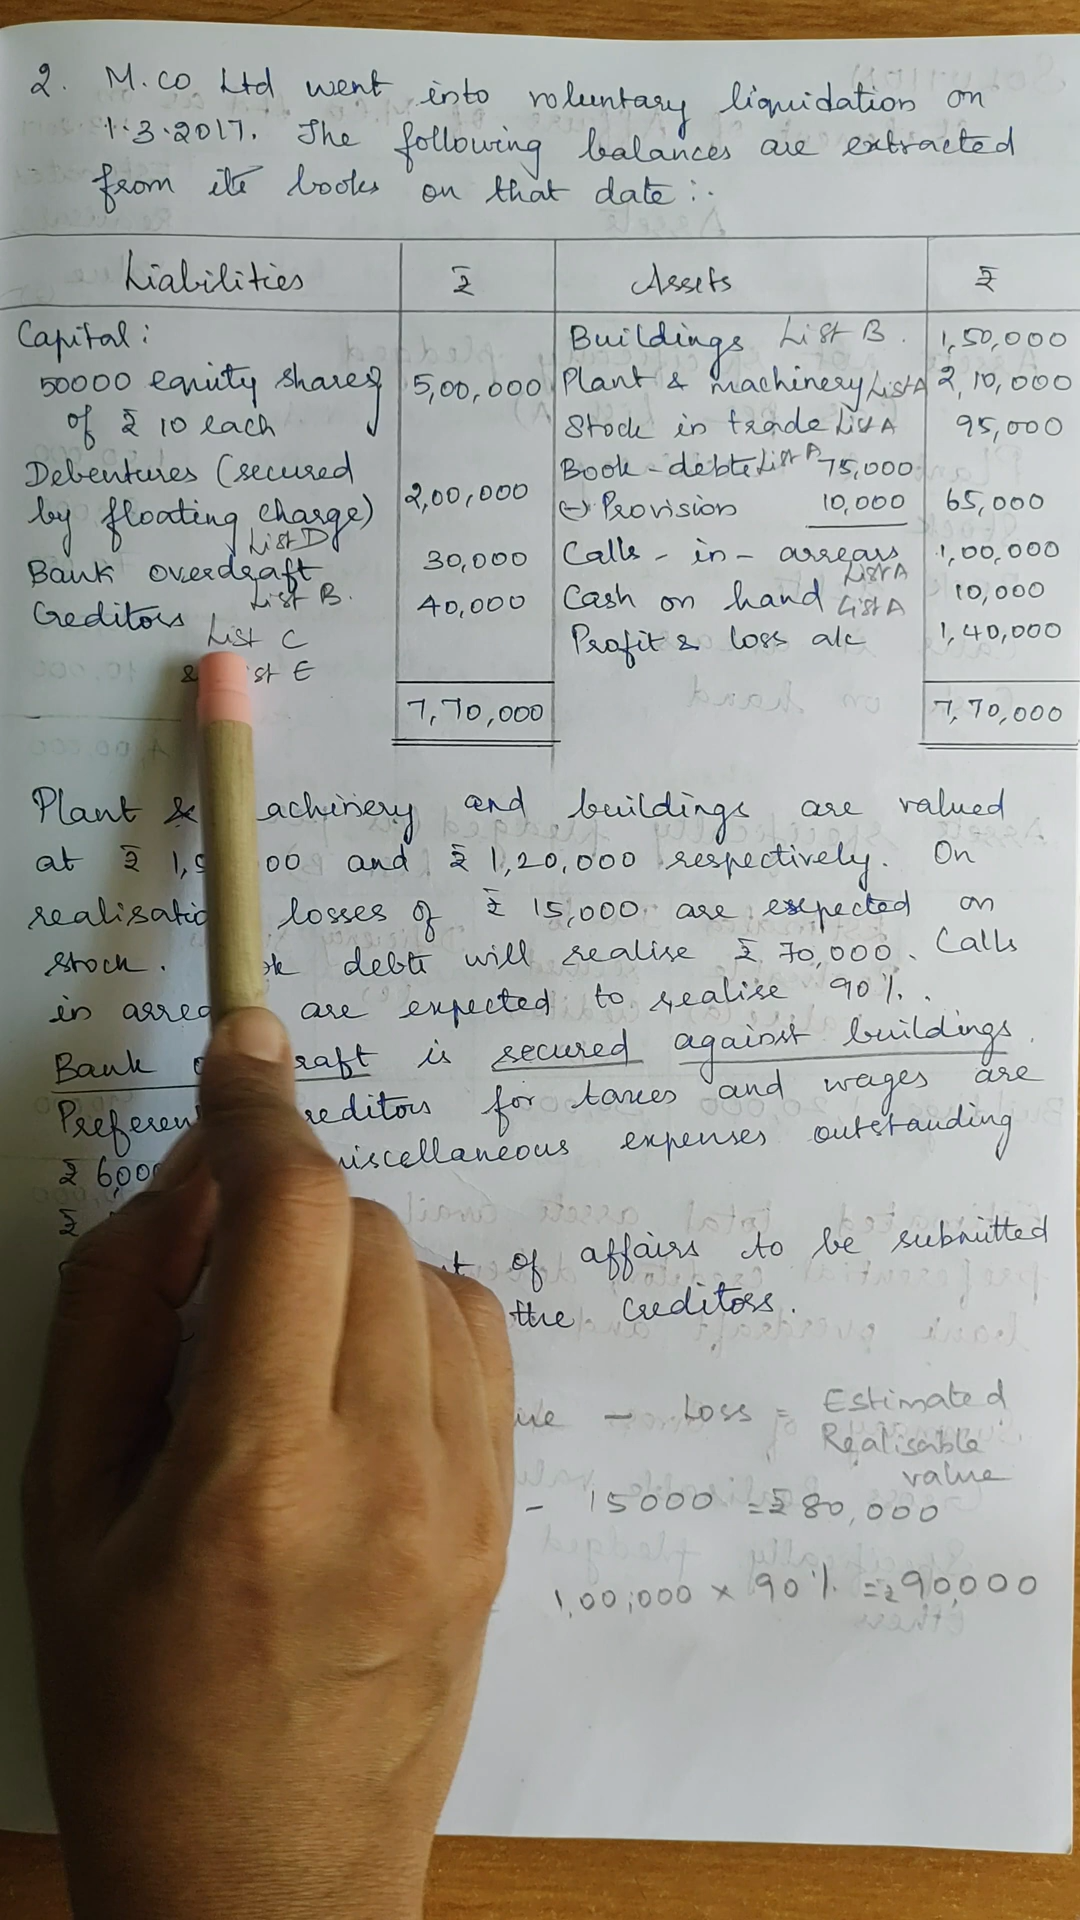 2. M.co Ltd went into voluntary liquidation on
1.3.2017. The following balances are extracted
from its books on that date :-
Liabilities ₹ Assets ₹
Capital : Buildings List B. 1,50,000
50000 equity shares 5,00,000 Plant & machinery List A 2,10,000
of ₹ 10 each Stock in trade List A 95,000
Debentures (secured 2,00,000 Book-debts List A 75,000
by floating charge) (-) Provision 10,000 65,000
List D
Bank overdraft 30,000 Calls-in-arrears 1,00,000
List B. List A
Creditors 40,000 Cash on hand List A 10,000
List C Profit & loss a/c 1,40,000
& st E
7,70,000 7,70,000
Plant & achinery and buildings are valued
at ₹ 00 and ₹ 1,20,000 respectively. On
losses of ₹ 15,000 are expected on
stock. debts will realise ₹ 70,000. Calls
in are expected to realise 90%.
Bank raft is secured against buildings.
reditors for taxes and wages are
₹ iscellaneous expenses outstanding
₹
of affairs to be submitted
the creditors.
- Loss = Estimated
Realisable
value
- 15000 = ₹ 80,000
1,00,000 x 90% = ₹ 90,000